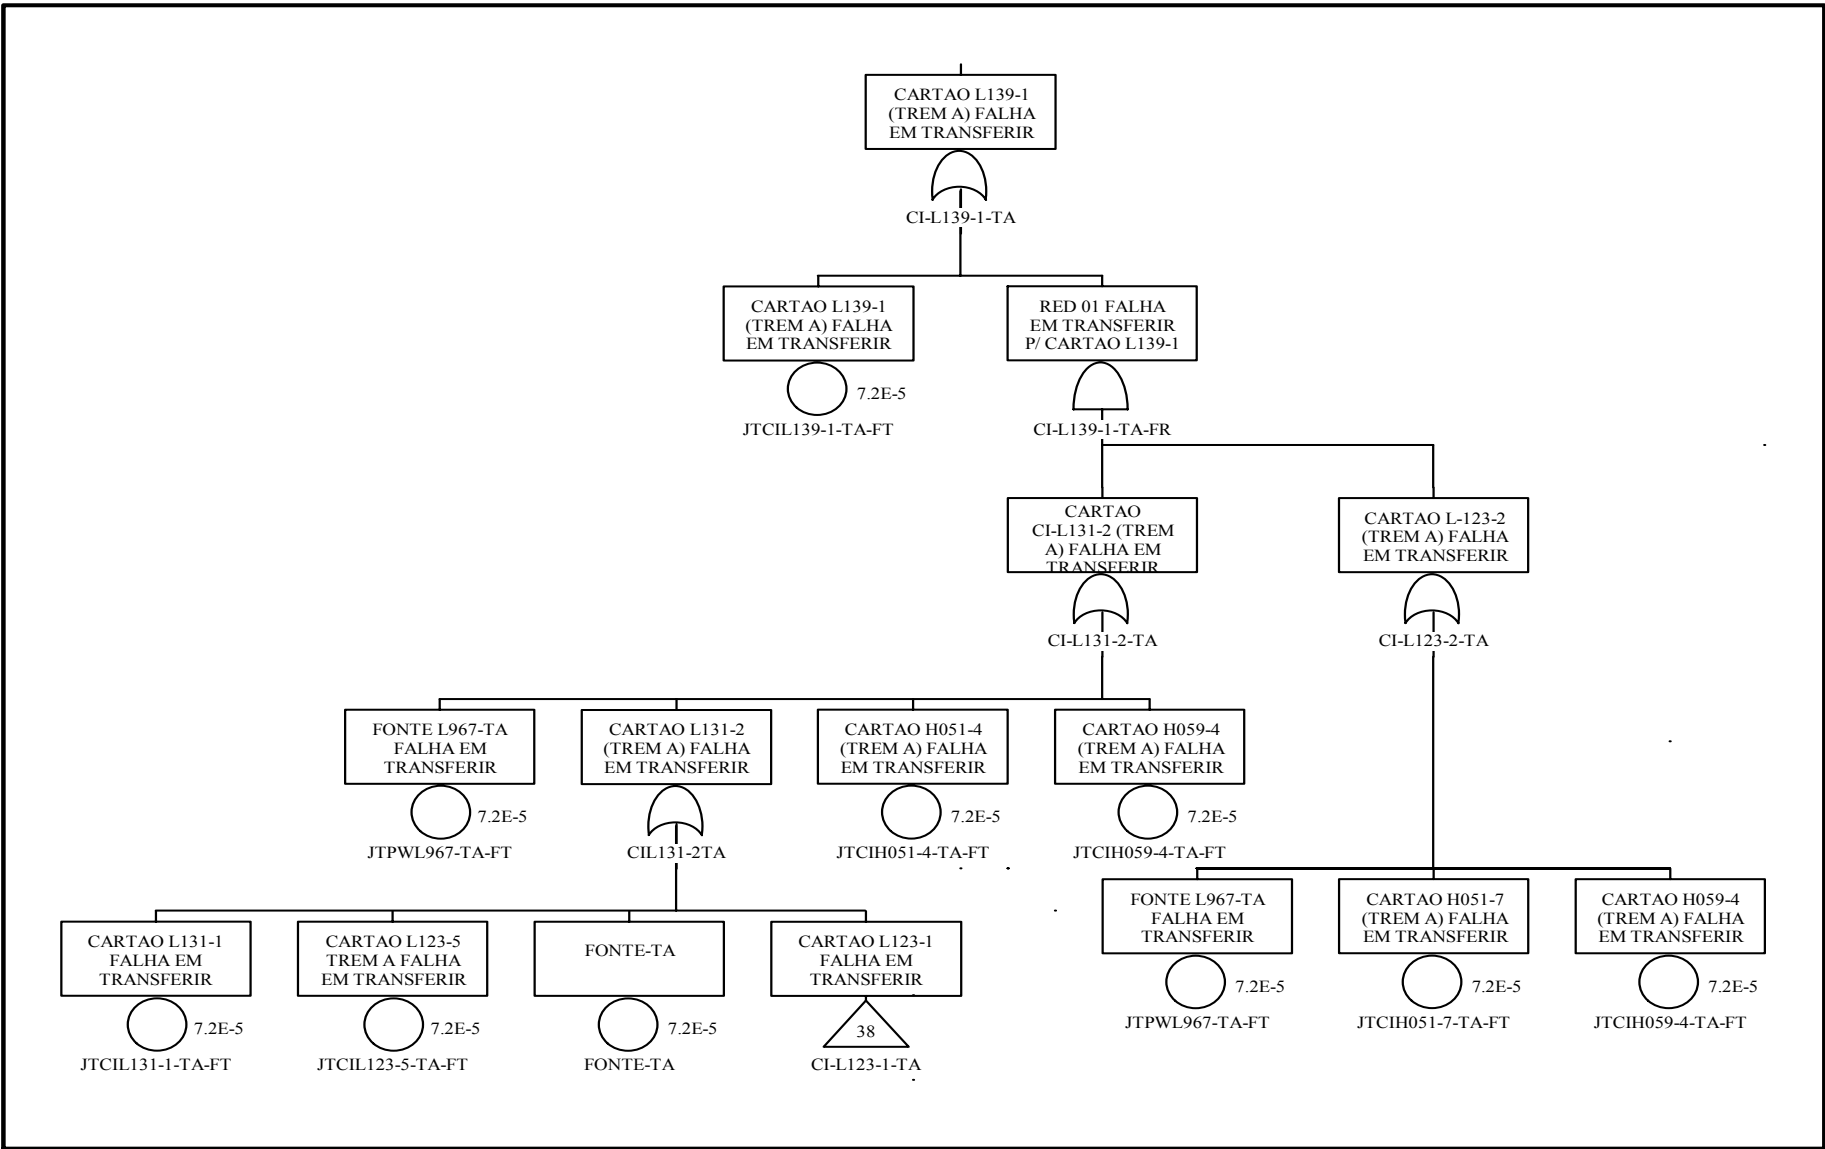 CARTAO L139-1
(TREM A) FALHA
EM TRANSFERIR
CI-L139-1-TA
CARTAO L139-1
(TREM A) FALHA
EM TRANSFERIR
7.2E-5
JTCIL139-1-TA-FT
RED 01 FALHA
EM TRANSFERIR
P/ CARTAO L139-1
CI-L139-1-TA-FR
CARTAO
CI-L131-2 (TREM
A) FALHA EM
TRANSFERIR
CI-L131-2-TA
CARTAO L-123-2
(TREM A) FALHA
EM TRANSFERIR
CI-L123-2-TA
FONTE L967-TA
FALHA EM
TRANSFERIR
7.2E-5
JTPWL967-TA-FT
CARTAO L131-2
(TREM A) FALHA
EM TRANSFERIR
CIL131-2TA
CARTAO H051-4
(TREM A) FALHA
EM TRANSFERIR
7.2E-5
JTCIH051-4-TA-FT
CARTAO H059-4
(TREM A) FALHA
EM TRANSFERIR
7.2E-5
JTCIH059-4-TA-FT
CARTAO L131-1
FALHA EM
TRANSFERIR
7.2E-5
JTCIL131-1-TA-FT
CARTAO L123-5
TREM A FALHA
EM TRANSFERIR
7.2E-5
JTCIL123-5-TA-FT
FONTE-TA
7.2E-5
FONTE-TA
CARTAO L123-1
FALHA EM
TRANSFERIR
38
CI-L123-1-TA
FONTE L967-TA
FALHA EM
TRANSFERIR
7.2E-5
JTPWL967-TA-FT
CARTAO H051-7
(TREM A) FALHA
EM TRANSFERIR
7.2E-5
JTCIH051-7-TA-FT
CARTAO H059-4
(TREM A) FALHA
EM TRANSFERIR
7.2E-5
JTCIH059-4-TA-FT